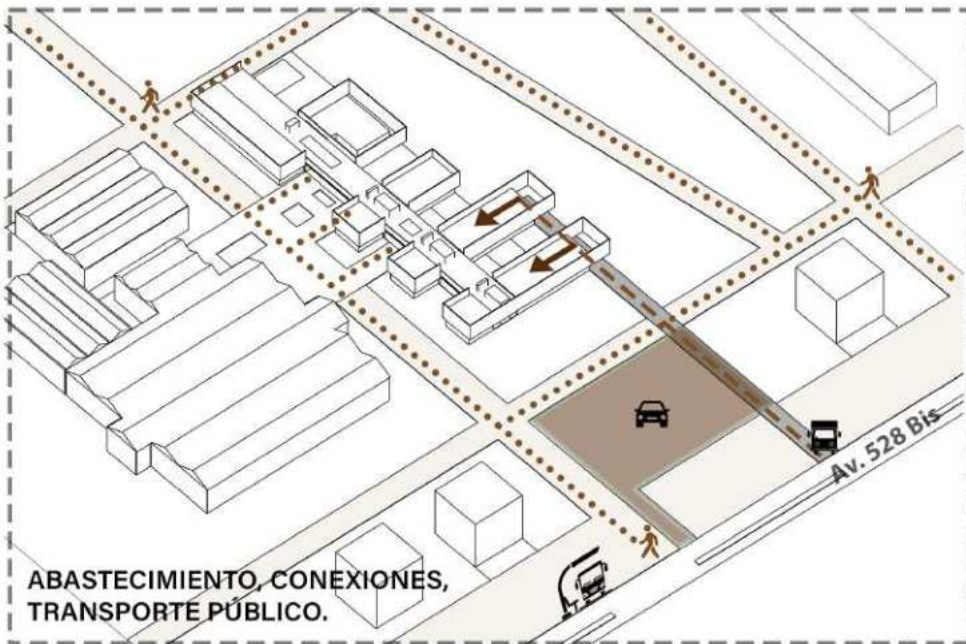 Av. 528 Bis
ABASTECIMIENTO, CONEXIONES,
TRANSPORTE PÚBLICO.